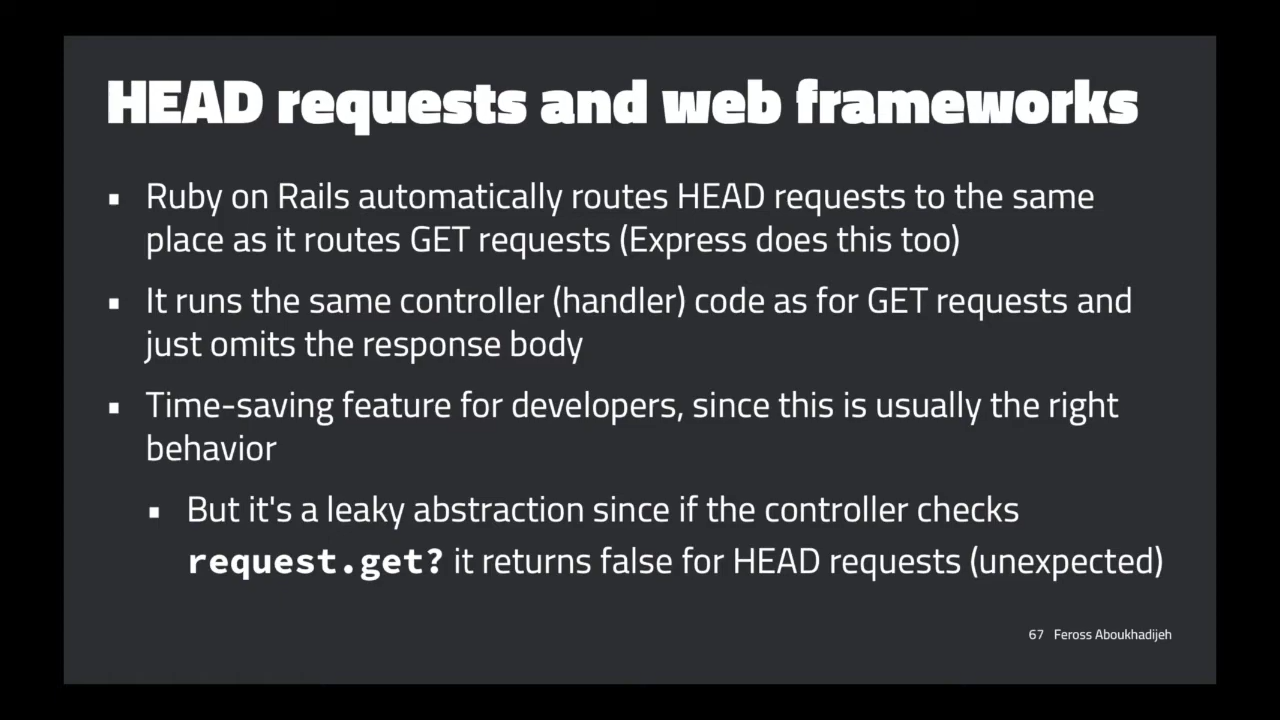 HEAD requests and web frameworks
▪ Ruby on Rails automatically routes HEAD requests to the same
place as it routes GET requests (Express does this too)
▪ It runs the same controller (handler) code as for GET requests and
just omits the response body
▪ Time-saving feature for developers, since this is usually the right
behavior
▪ But it's a leaky abstraction since if the controller checks
request.get? it returns false for HEAD requests (unexpected)
67 Feross Aboukhadijeh